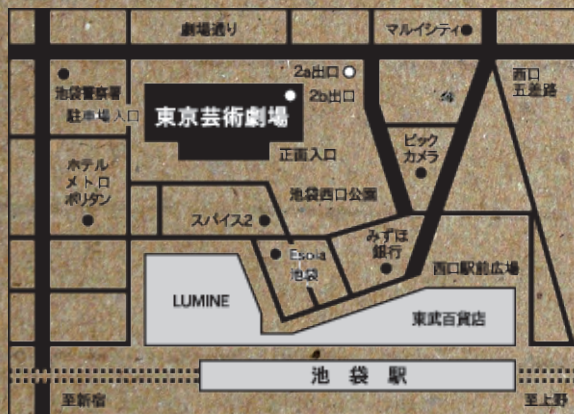 劇場通り
マルイシティ
2a出口
西口
五差路
池袋警察署
2b出口
駐車場入口
東京芸術劇場
正面入口
ビック
カメラ
ホテル
メトロ
ポリタン
池袋西口公園
スパイス2
みずほ
銀行
Esola
池袋
西口駅前広場
LUMINE
東武百貨店
池袋駅
至新宿
至上野